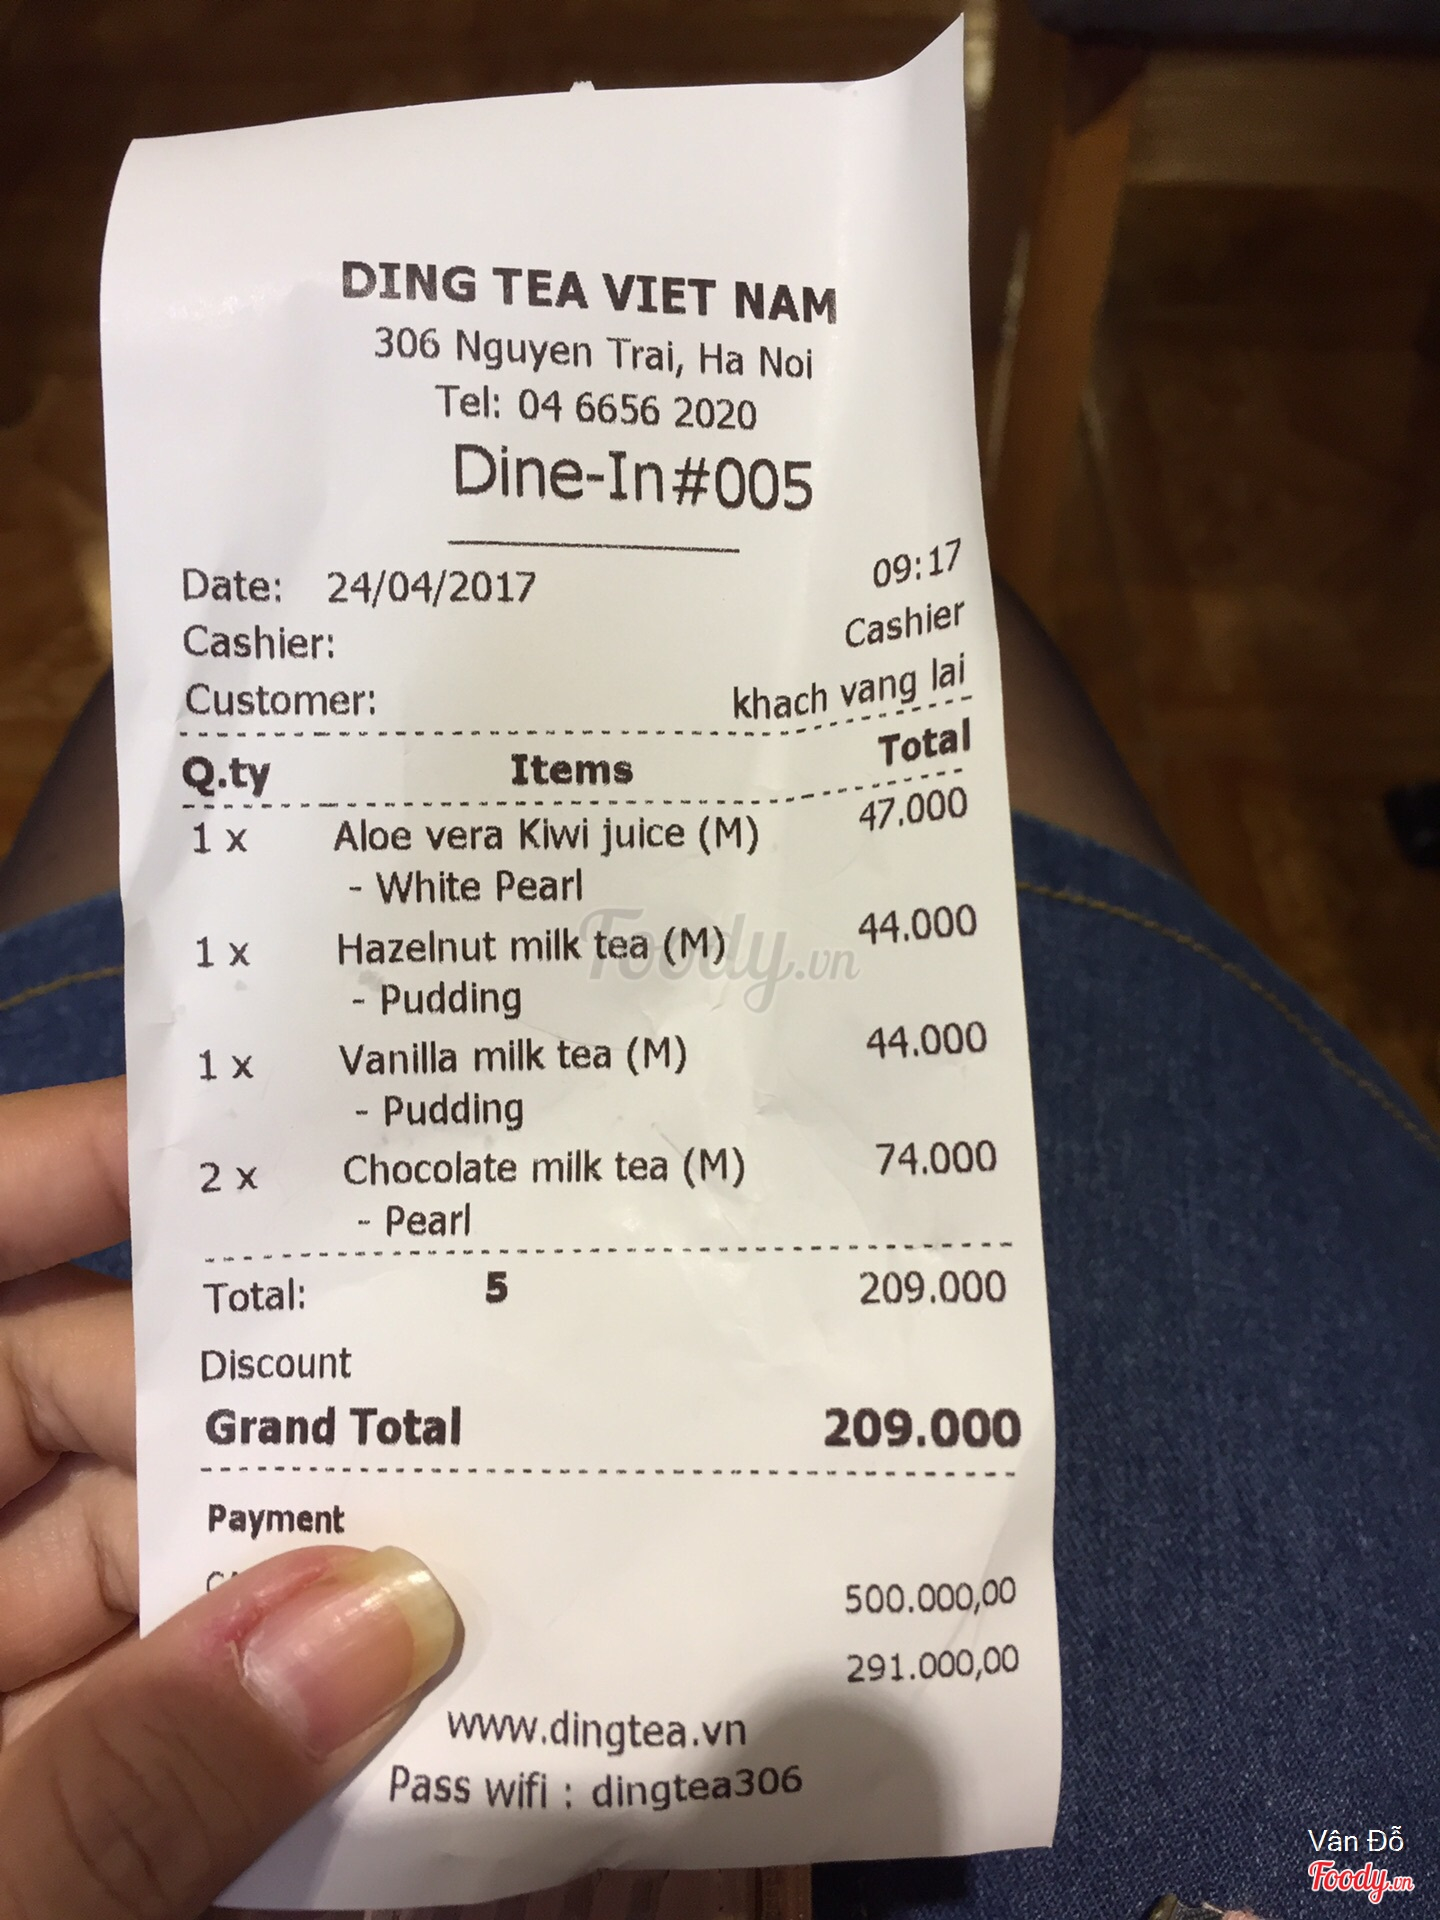 DING TEA VIET NAM
306 Nguyen Trai, Ha Noi
Tel: 04 6656 2020
Dine-In#005
Date: 24/04/2017 09:17
Cashier: Cashier
Customer: khach vang lai
Q.ty Items Total
1 x Aloe vera Kiwi juice (M) 47.000
- White Pearl
1 x Hazelnut milk tea (M) 44.000
- Pudding
Foody.vn
1 x Vanilla milk tea (M) 44.000
- Pudding
2 x Chocolate milk tea (M) 74.000
- Pearl
Total: 5 209.000
Discount
Grand Total 209.000
Payment
500.000,00
291.000,00
www.dingtea.vn
Pass wifi : dingtea306
Vân Đỗ
Foody.vn